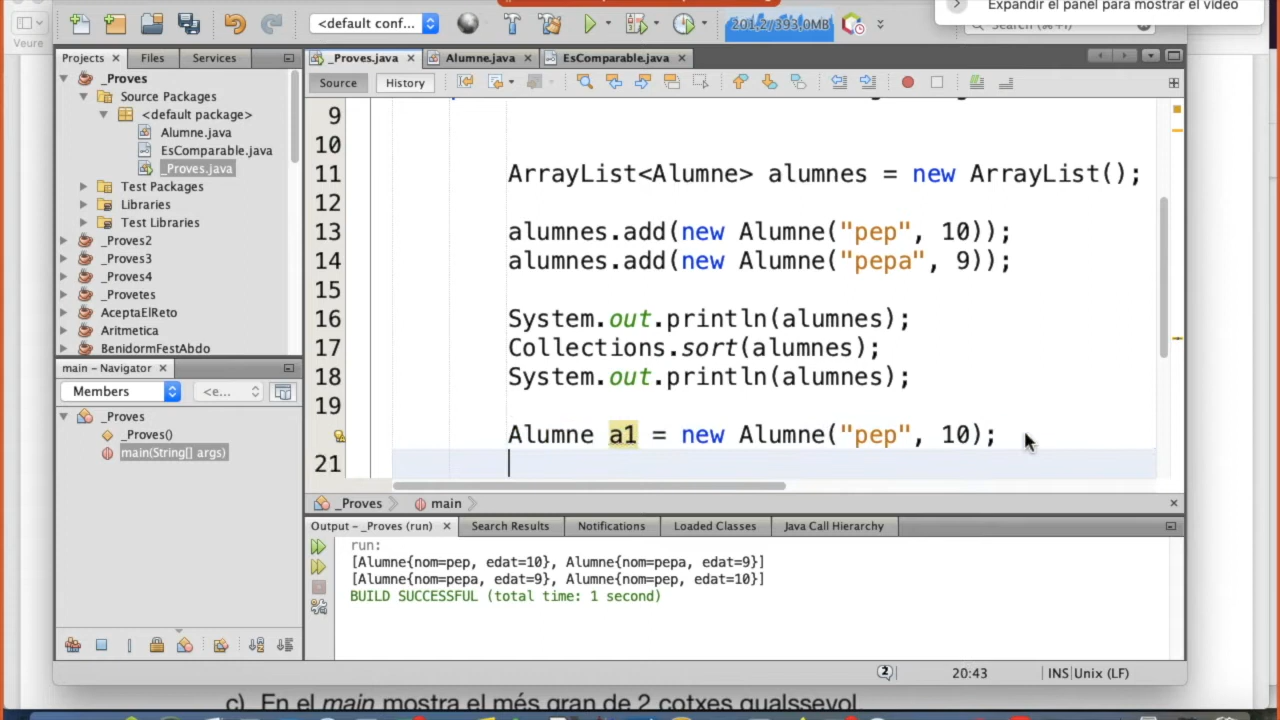 Expandir el panel para mostrar el vídeo
Veure
<default conf...
201,2/393,0MB
Search (⌘+I)
Projects
Files
Services
_Proves.java
Alumne.java
EsComparable.java
Source
History
_Proves
Source Packages
<default package>
Alumne.java
EsComparable.java
_Proves.java
Test Packages
Libraries
Test Libraries
_Proves2
_Proves3
_Proves4
_Provetes
AceptaElReto
Aritmetica
BenidormFestAbdo
main - Navigator
Members
<e...
_Proves
_Proves()
main(String[] args)
9
10
11 ArrayList<Alumne> alumnes = new ArrayList();
12
13 alumnes.add(new Alumne("pep", 10));
14 alumnes.add(new Alumne("pepa", 9));
15
16 System.out.println(alumnes);
17 Collections.sort(alumnes);
18 System.out.println(alumnes);
19
Alumne a1 = new Alumne("pep", 10);
21
_Proves
main
Output - _Proves (run)
Search Results
Notifications
Loaded Classes
Java Call Hierarchy
run:
[Alumne{nom=pep, edat=10}, Alumne{nom=pepa, edat=9}]
[Alumne{nom=pepa, edat=9}, Alumne{nom=pep, edat=10}]
BUILD SUCCESSFUL (total time: 1 second)
2
20:43
INS
Unix (LF)
c) En el main mostra el més gran de 2 cotxes qualssevol.